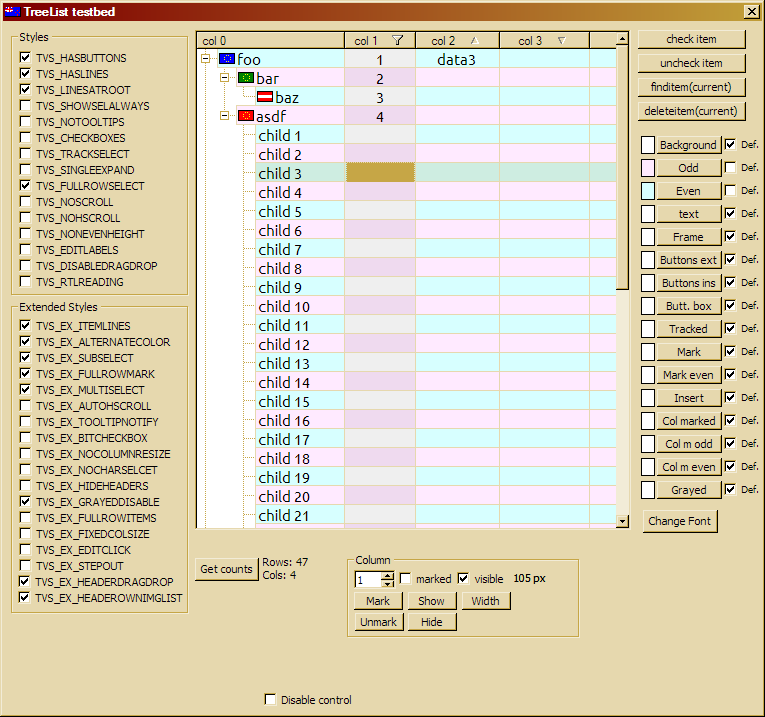 TreeList testbed
Styles
TVS_HASBUTTONS
TVS_HASLINES
TVS_LINESATROOT
TVS_SHOWSELALWAYS
TVS_NOTOOLTIPS
TVS_CHECKBOXES
TVS_TRACKSELECT
TVS_SINGLEEXPAND
TVS_FULLROWSELECT
TVS_NOSCROLL
TVS_NOHSCROLL
TVS_NONEVENHEIGHT
TVS_EDITLABELS
TVS_DISABLEDRAGDROP
TVS_RTLREADING
Extended Styles
TVS_EX_ITEMLINES
TVS_EX_ALTERNATECOLOR
TVS_EX_SUBSELECT
TVS_EX_FULLROWMARK
TVS_EX_MULTISELECT
TVS_EX_AUTOHSCROLL
TVS_EX_TOOLTIPNOTIFY
TVS_EX_BITCHECKBOX
TVS_EX_NOCOLUMNRESIZE
TVS_EX_NOCHARSELCET
TVS_EX_HIDEHEADERS
TVS_EX_GRAYEDDISABLE
TVS_EX_FULLROWITEMS
TVS_EX_FIXEDCOLSIZE
TVS_EX_EDITCLICK
TVS_EX_STEPOUT
TVS_EX_HEADERDRAGDROP
TVS_EX_HEADEROWNIMGLIST
col 0 col 1 col 2 col 3
foo 1 data3
bar 2
baz 3
asdf 4
child 1
child 2
child 3
child 4
child 5
child 6
child 7
child 8
child 9
child 10
child 11
child 12
child 13
child 14
child 15
child 16
child 17
child 18
child 19
child 20
child 21
check item
uncheck item
finditem(current)
deleteitem(current)
Background Def.
Odd Def.
Even Def.
text Def.
Frame Def.
Buttons ext Def.
Buttons ins Def.
Butt. box Def.
Tracked Def.
Mark Def.
Mark even Def.
Insert Def.
Col marked Def.
Col m odd Def.
Col m even Def.
Grayed Def.
Change Font
Get counts
Rows: 47
Cols: 4
Column
1 marked visible 105 px
Mark Show Width
Unmark Hide
Disable control